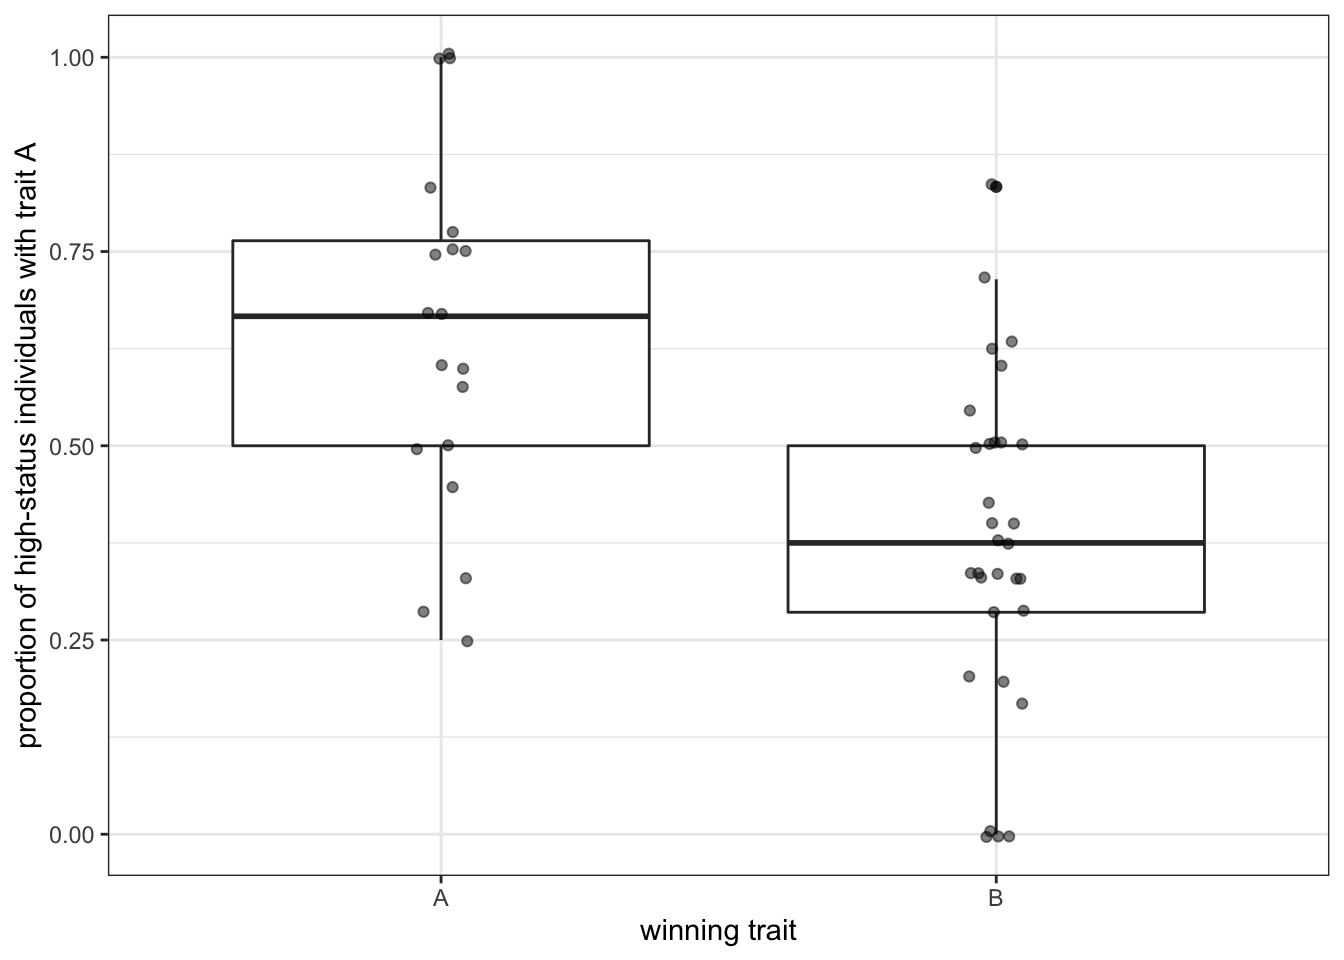 proportion of high-status individuals with trait A
1.00
0.75
0.50
0.25
0.00
A
B
winning trait